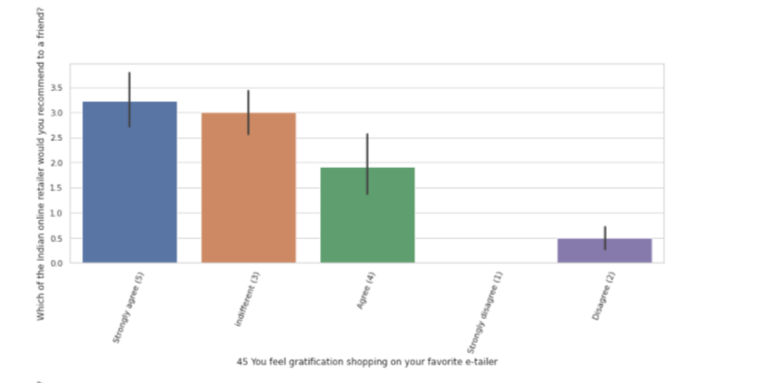 Which of the Indian online retailer would you recommend to a friend?
3.5
3.0
2.5
2.0
1.5
1.0
0.5
0.0
Strongly agree (5)
indifferent (3)
Agree (4)
Strongly disagree (1)
Disagree (2)
45 You feel gratification shopping on your favorite e-tailer